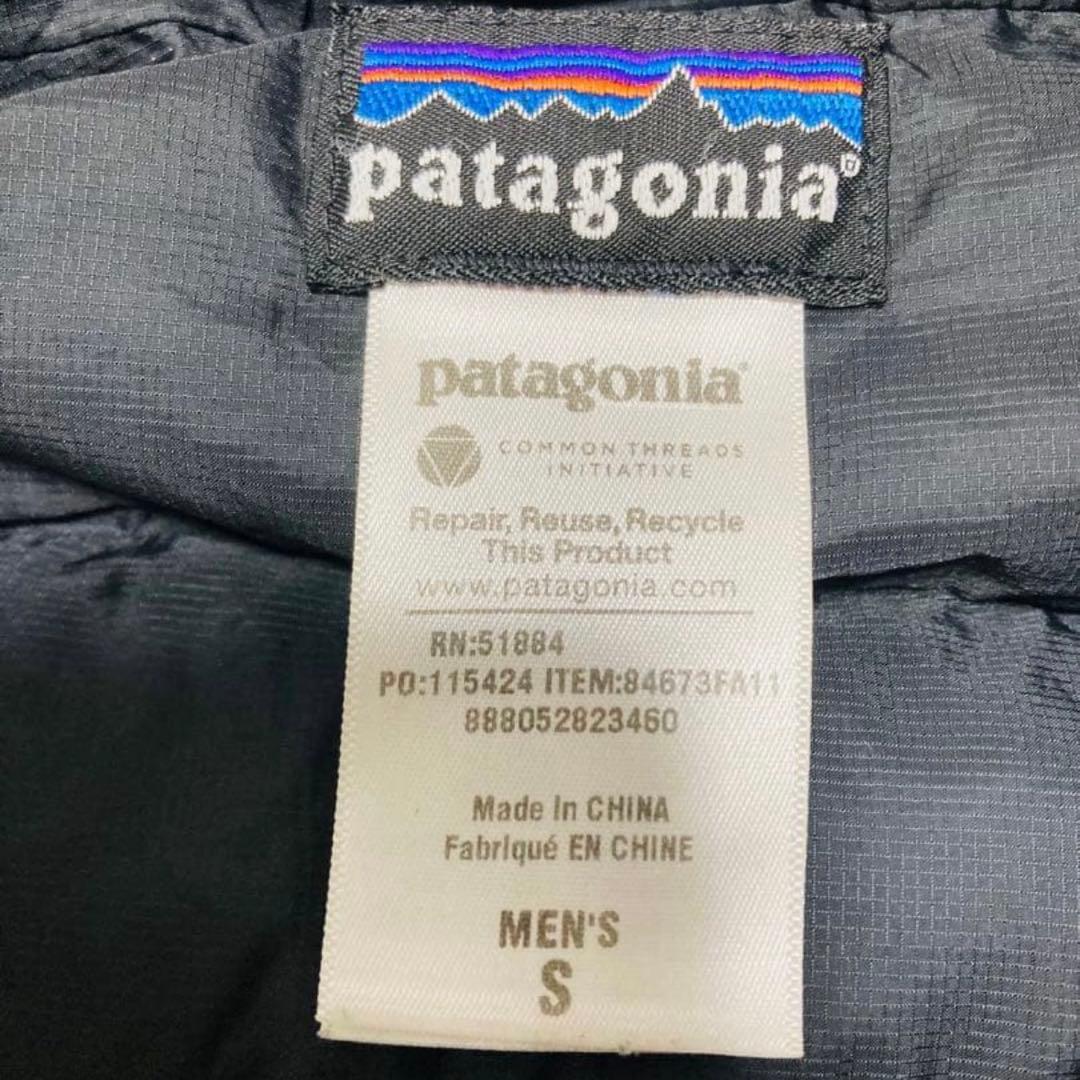 patagonia®
patagonia®
COMMON THREADS
INITIATIVE
Repair, Reuse, Recycle
This Product
www.patagonia.com
RN:51884
PO:115424 ITEM:84673FA11
888052823460
Made In CHINA
Fabriqué EN CHINE
MEN'S
S